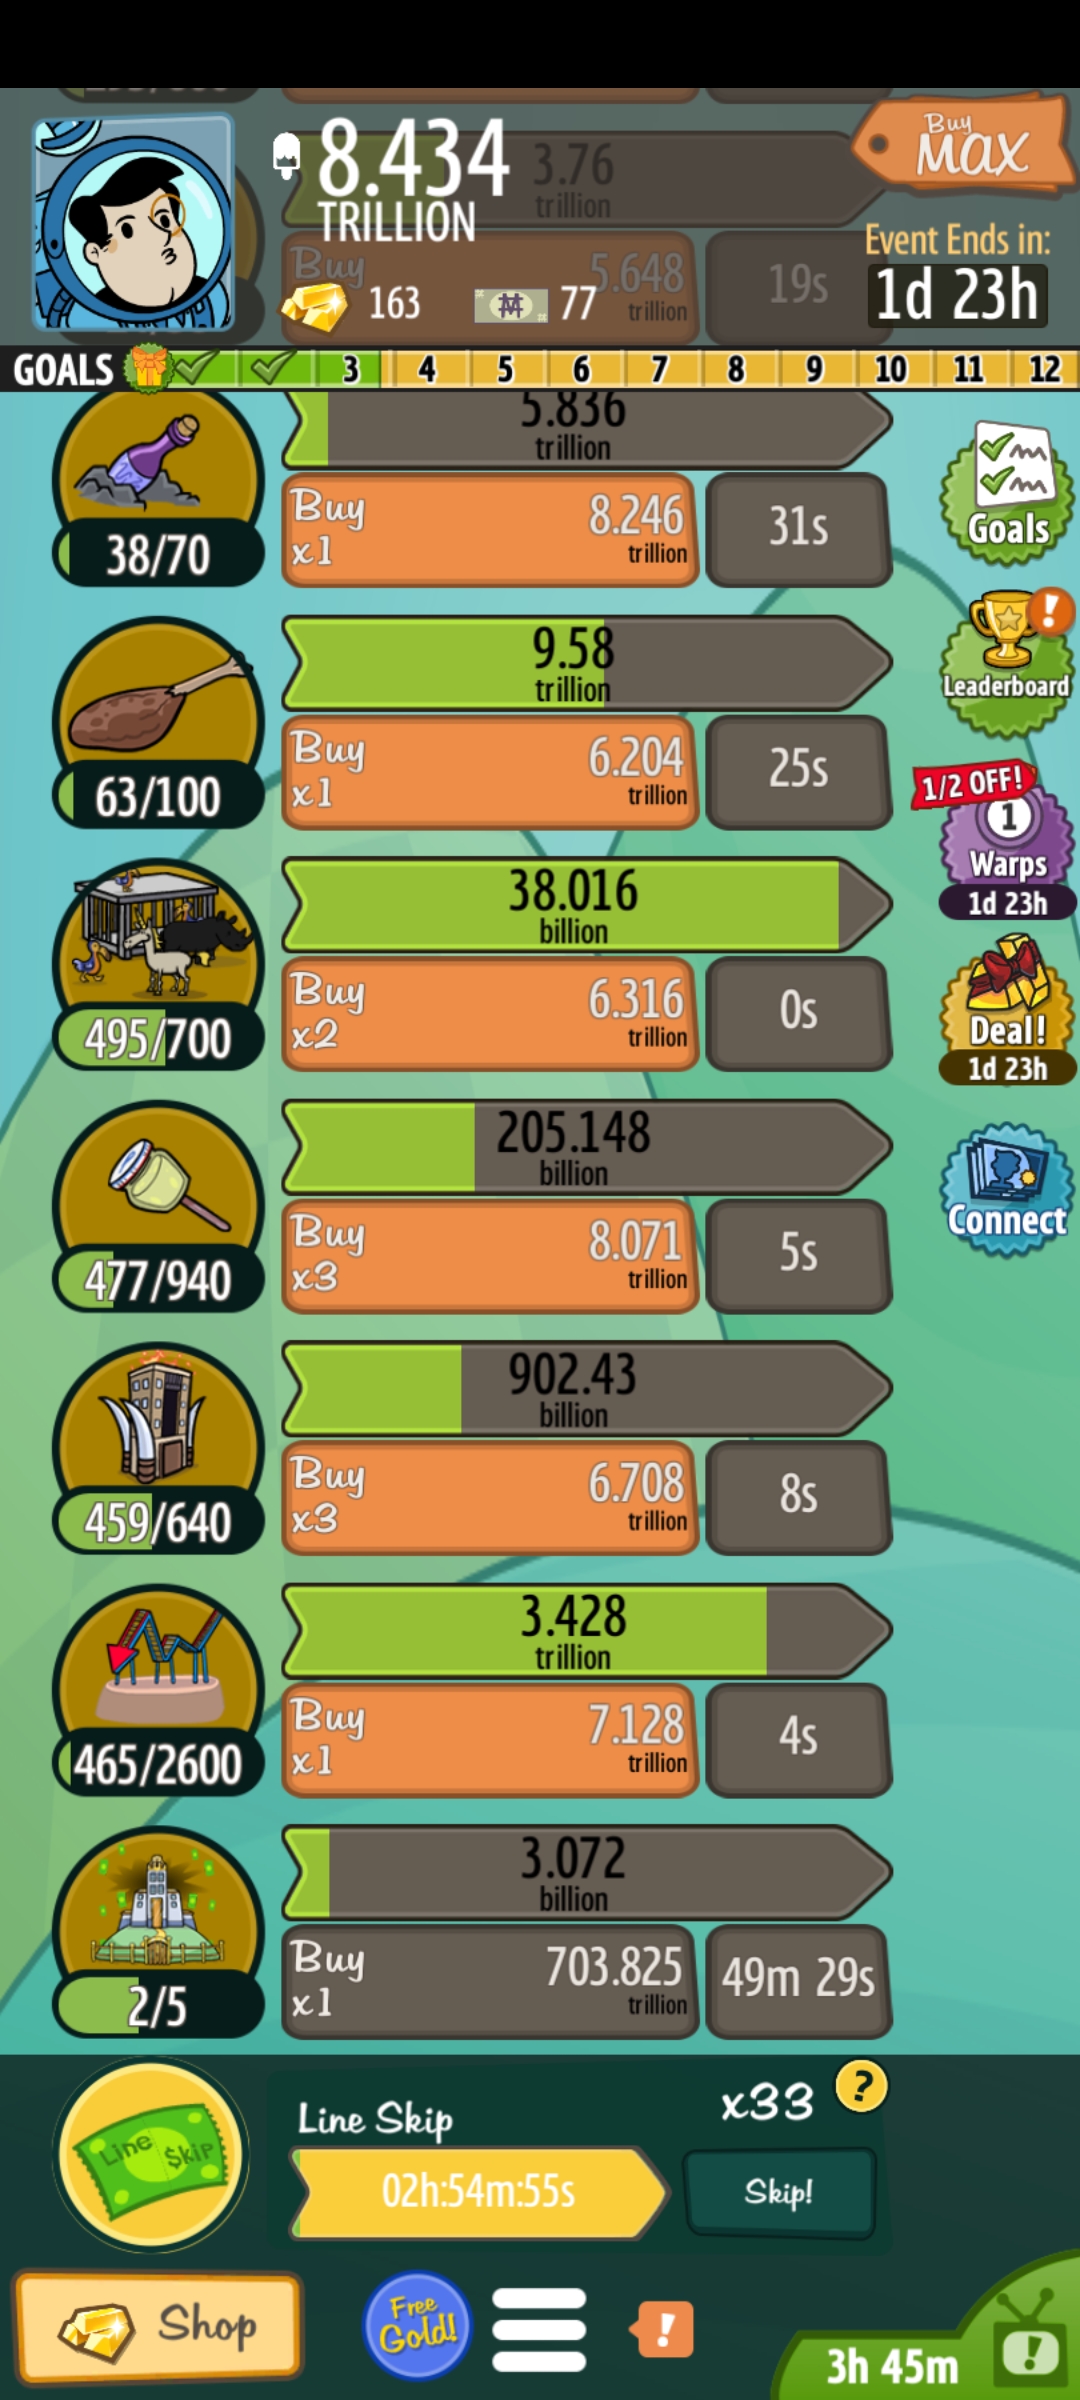 8.434
TRILLION
3.76
trillion
Buy
MAX
Buy
5.648
trillion
19s
163
77
Event Ends in:
1d 23h
GOALS
3
4
5
6
7
8
9
10
11
12
5.836
trillion
Buy
x1
8.246
trillion
31s
38/70
Goals
9.58
trillion
Buy
x1
6.204
trillion
25s
63/100
Leaderboard
1/2 OFF!
1
Warps
1d 23h
38.016
billion
Buy
x2
6.316
trillion
0s
495/700
Deal!
1d 23h
205.148
billion
Buy
x3
8.071
trillion
5s
477/940
Connect
902.43
billion
Buy
x3
6.708
trillion
8s
459/640
3.428
trillion
Buy
x1
7.128
trillion
4s
465/2600
3.072
billion
Buy
x1
703.825
trillion
49m 29s
2/5
Line $kip
Line Skip
x33
?
02h:54m:55s
Skip!
Shop
Free
Gold!
!
3h 45m
!